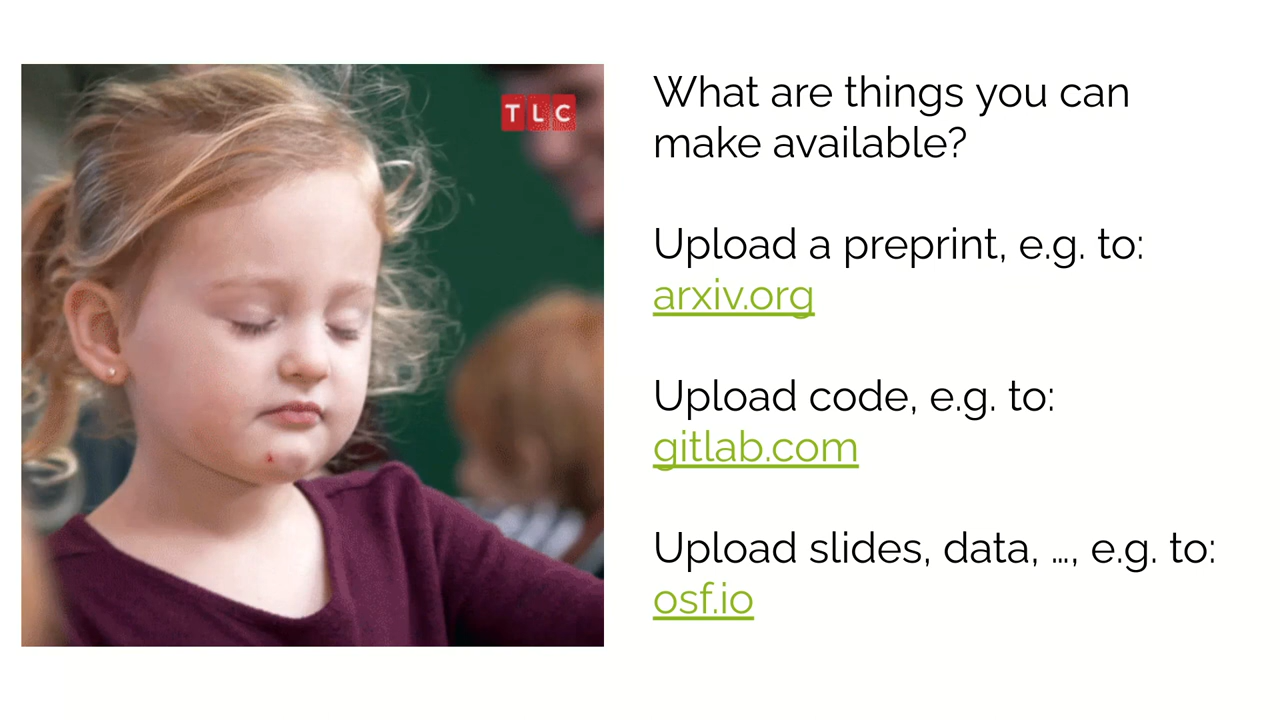 TLC
What are things you can
make available?
Upload a preprint, e.g. to:
arxiv.org
Upload code, e.g. to:
gitlab.com
Upload slides, data, …, e.g. to:
osf.io